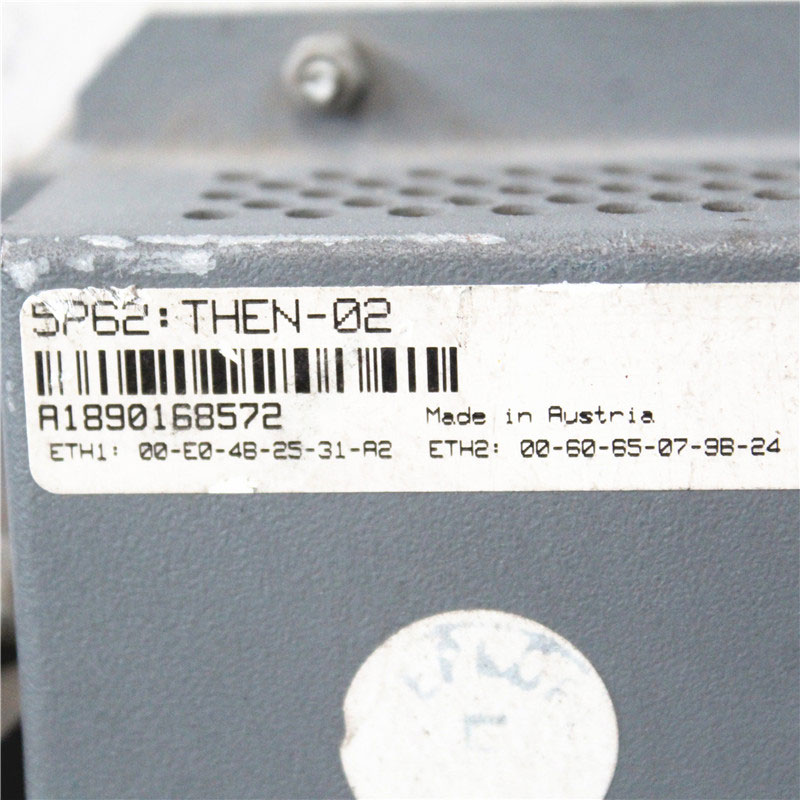 5P62:THEN-02
A1890168572
Made in Austria
ETH1: 00-E0-4B-25-31-A2 ETH2: 00-60-65-07-9B-24